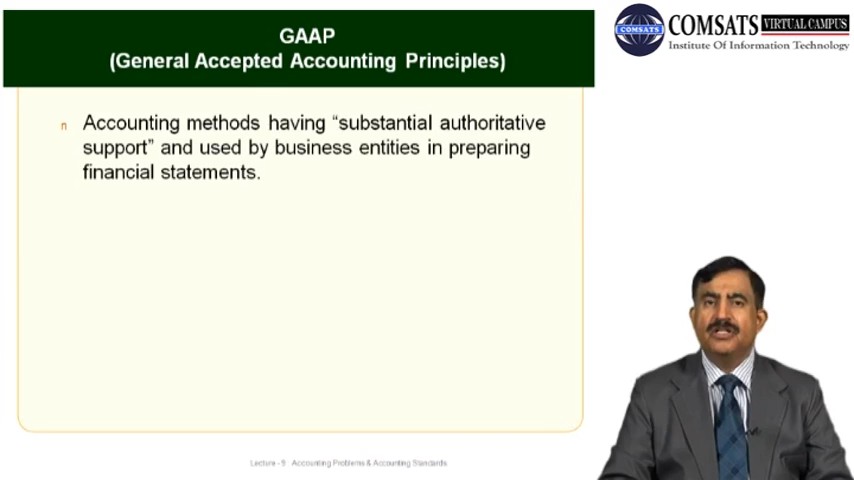 GAAP
(General Accepted Accounting Principles)
COMSATS VIRTUAL CAMPUS
Institute Of Information Technology
COMSATS
n Accounting methods having “substantial authoritative
support” and used by business entities in preparing
financial statements.
Lecture - 9 Accounting Problems & Accounting Standards